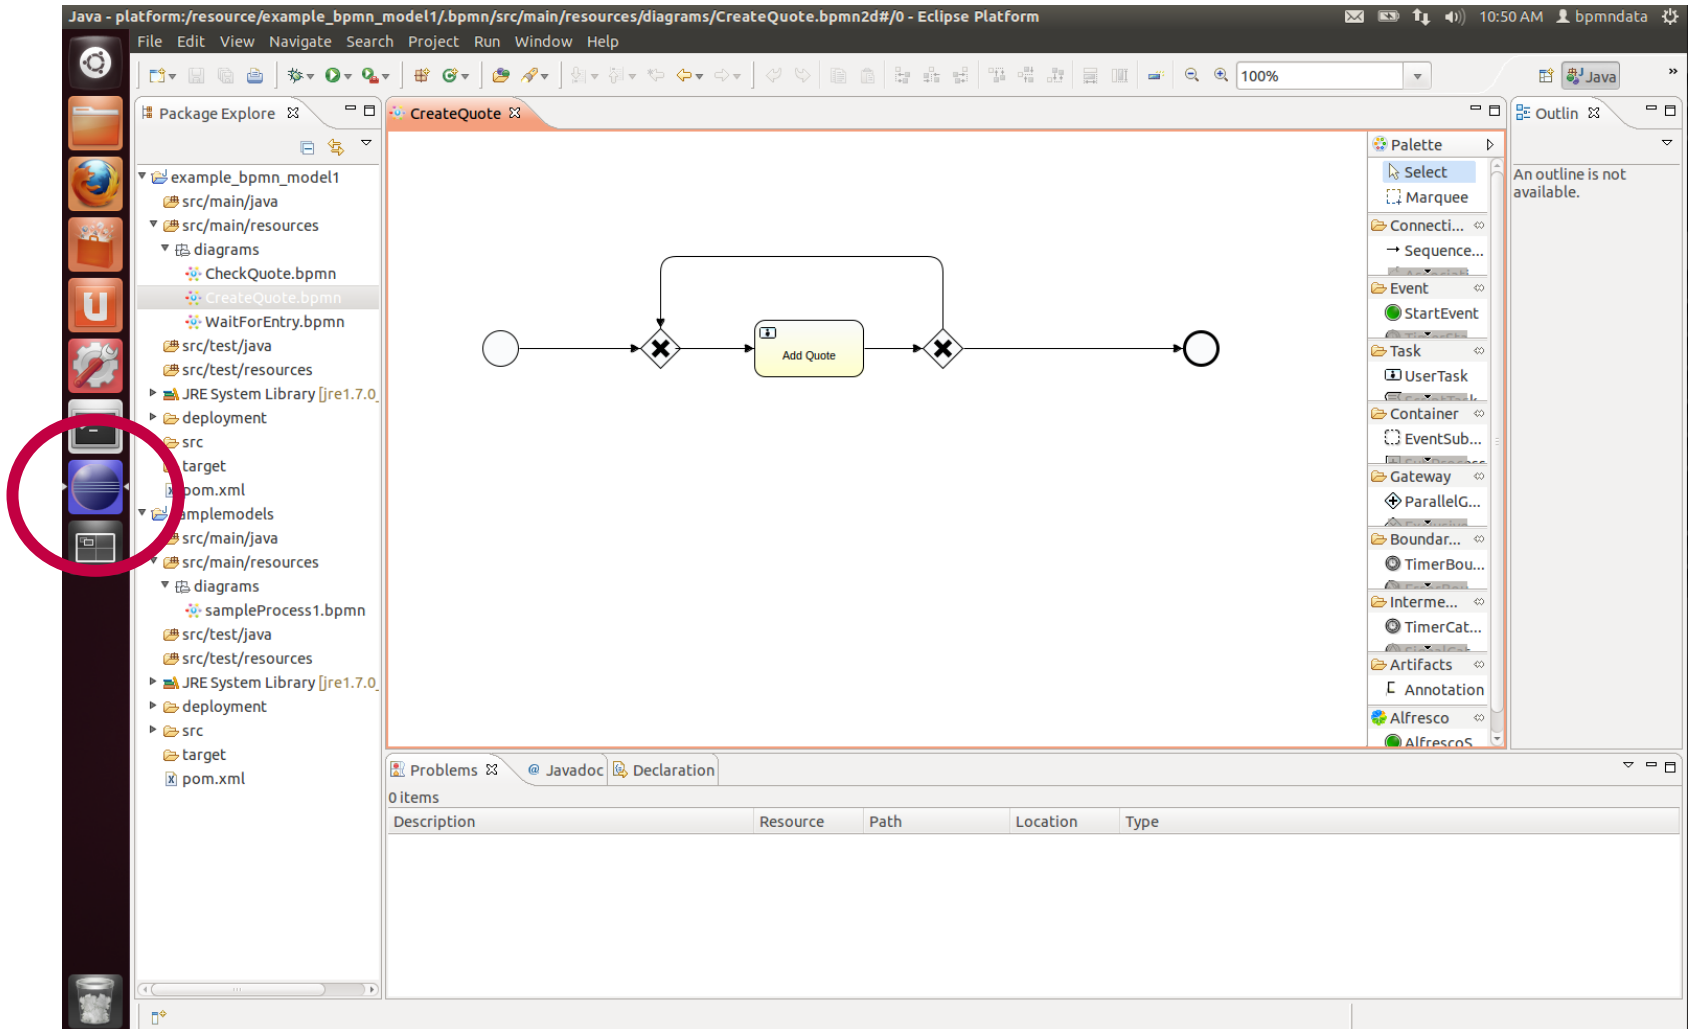 Java - platform:/resource/example_bpmn_model1/.bpmn/src/main/resources/diagrams/CreateQuote.bpmn2d#/0 - Eclipse Platform
10:50 AM bpmndata
File Edit View Navigate Search Project Run Window Help
100%
Java
»
Package Explore
example_bpmn_model1
src/main/java
src/main/resources
diagrams
CheckQuote.bpmn
CreateQuote.bpmn
WaitForEntry.bpmn
src/test/java
src/test/resources
JRE System Library [jre1.7.0_
deployment
src
target
pom.xml
amplemodels
src/main/java
src/main/resources
diagrams
sampleProcess1.bpmn
src/test/java
src/test/resources
JRE System Library [jre1.7.0_
deployment
src
target
pom.xml
CreateQuote
Add Quote
Palette
Select
Marquee
Connecti...
Sequence...
Event
StartEvent
Task
UserTask
Container
EventSub...
Gateway
ParallelG...
Boundar...
TimerBou...
Interme...
TimerCat...
Artifacts
Annotation
Alfresco
AlfrescoS
Outlin
An outline is not
available.
Problems
@ Javadoc
Declaration
0 items
Description Resource Path Location Type